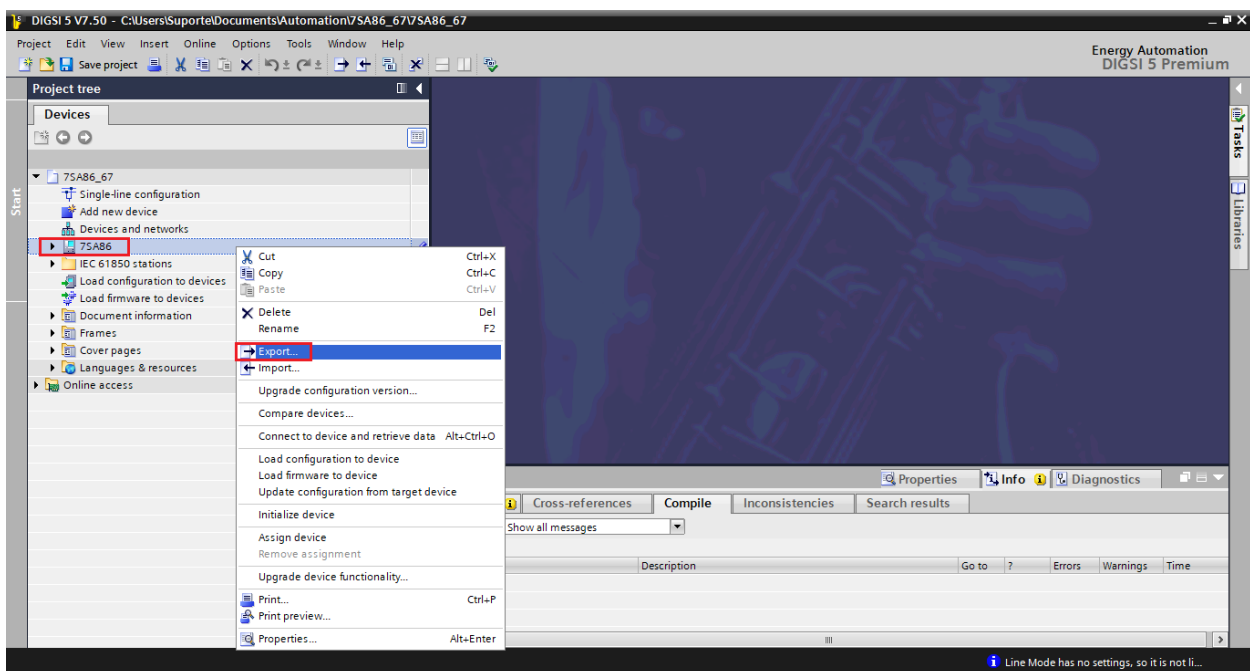 DIGSI 5 V7.50 - C:\Users\Suporte\Documents\Automation\7SA86_67\7SA86_67
Project Edit View Insert Online Options Tools Window Help
Energy Automation
DIGSI 5 Premium
Save project
Project tree
Devices
Start
Tasks
Libraries
7SA86_67
Single-line configuration
Add new device
Devices and networks
7SA86
IEC 61850 stations
Load configuration to devices
Load firmware to devices
Document information
Frames
Cover pages
Languages & resources
Online access
Cut Ctrl+X
Copy Ctrl+C
Paste Ctrl+V
Delete Del
Rename F2
Export...
Import...
Upgrade configuration version...
Compare devices...
Connect to device and retrieve data Alt+Ctrl+O
Load configuration to device
Load firmware to device
Update configuration from target device
Initialize device
Assign device
Remove assignment
Upgrade device functionality...
Print... Ctrl+P
Print preview...
Properties... Alt+Enter
Properties Info Diagnostics
Cross-references Compile Inconsistencies Search results
Show all messages
Description Go to ? Errors Warnings Time
Line Mode has no settings, so it is not li...